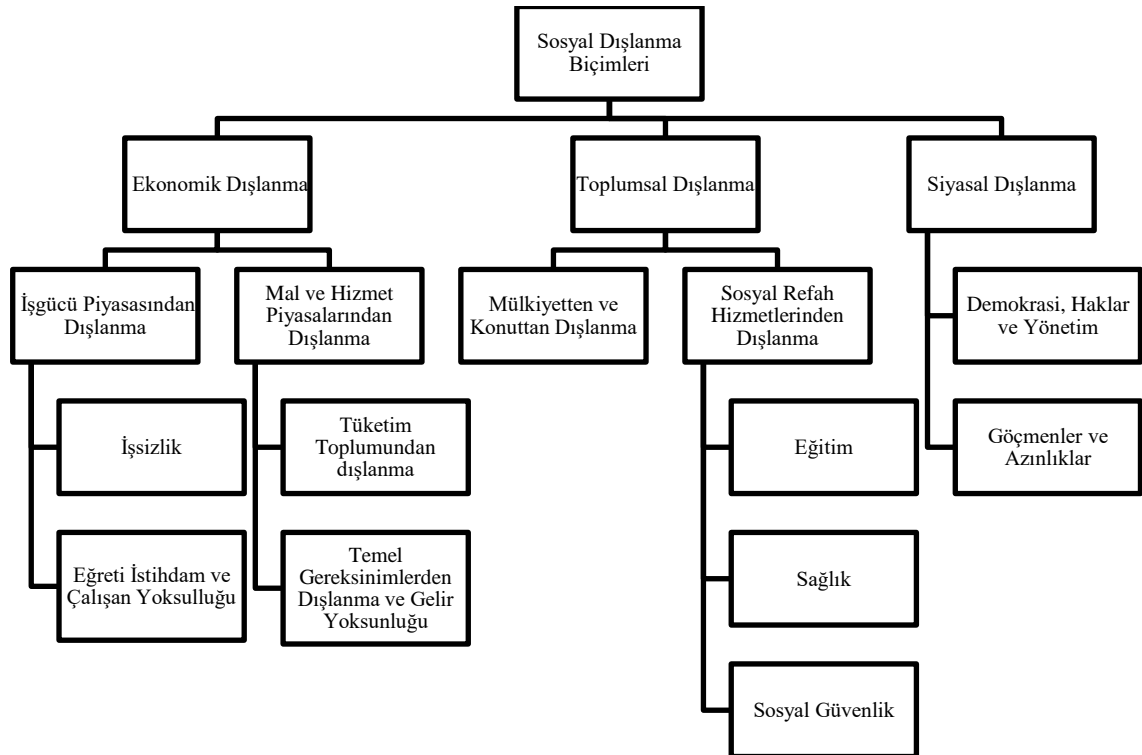 Sosyal Dışlanma
Biçimleri
Ekonomik Dışlanma
Toplumsal Dışlanma
Siyasal Dışlanma
İşgücü Piyasasından
Dışlanma
Mal ve Hizmet
Piyasalarından
Dışlanma
Mülkiyetten ve
Konuttan Dışlanma
Sosyal Refah
Hizmetlerinden
Dışlanma
Demokrasi, Haklar
ve Yönetim
İşsizlik
Tüketim
Toplumundan
dışlanma
Eğitim
Göçmenler ve
Azınlıklar
Eğreti İstihdam ve
Çalışan Yoksulluğu
Temel
Gereksinimlerden
Dışlanma ve Gelir
Yoksunluğu
Sağlık
Sosyal Güvenlik